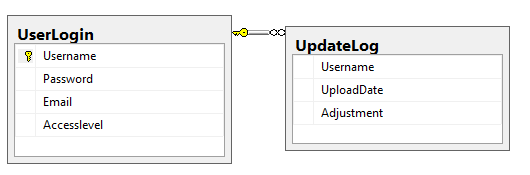 UserLogin
Username
Password
Email
Accesslevel
UpdateLog
Username
UploadDate
Adjustment